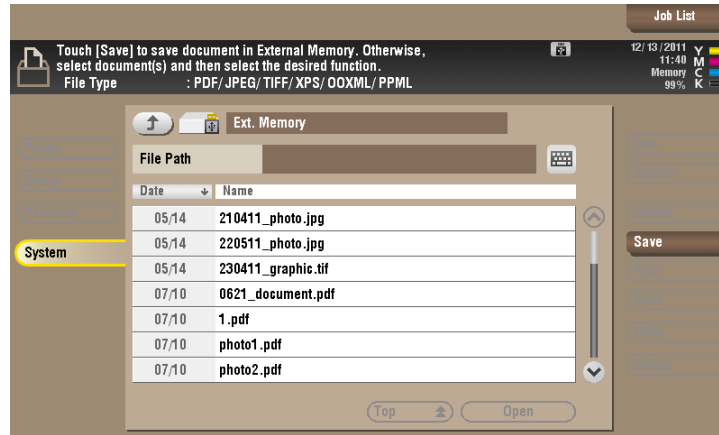 Job List
Touch [Save] to save document in External Memory. Otherwise,
select document(s) and then select the desired function.
File Type : PDF/JPEG/TIFF/XPS/OOXML/PPML
12/13/2011
11:40
Memory
99%
Y
M
C
K
Ext. Memory
File Path
Date Name
05/14 210411_photo.jpg
05/14 220511_photo.jpg
05/14 230411_graphic.tif
07/10 0621_document.pdf
07/10 1.pdf
07/10 photo1.pdf
07/10 photo2.pdf
System
Save
Top
Open